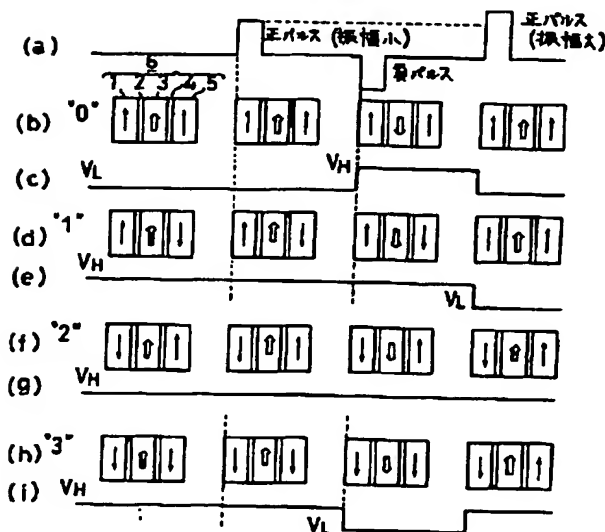 (a)
正パルス (振幅小)
負パルス
正パルス
(振幅大)
6
1 2 3 4 5
(b) "0"
(c) VL VH
(d) "1"
(e) VH VL
(f) "2"
(g) VH
(h) "3"
(i) VH VL